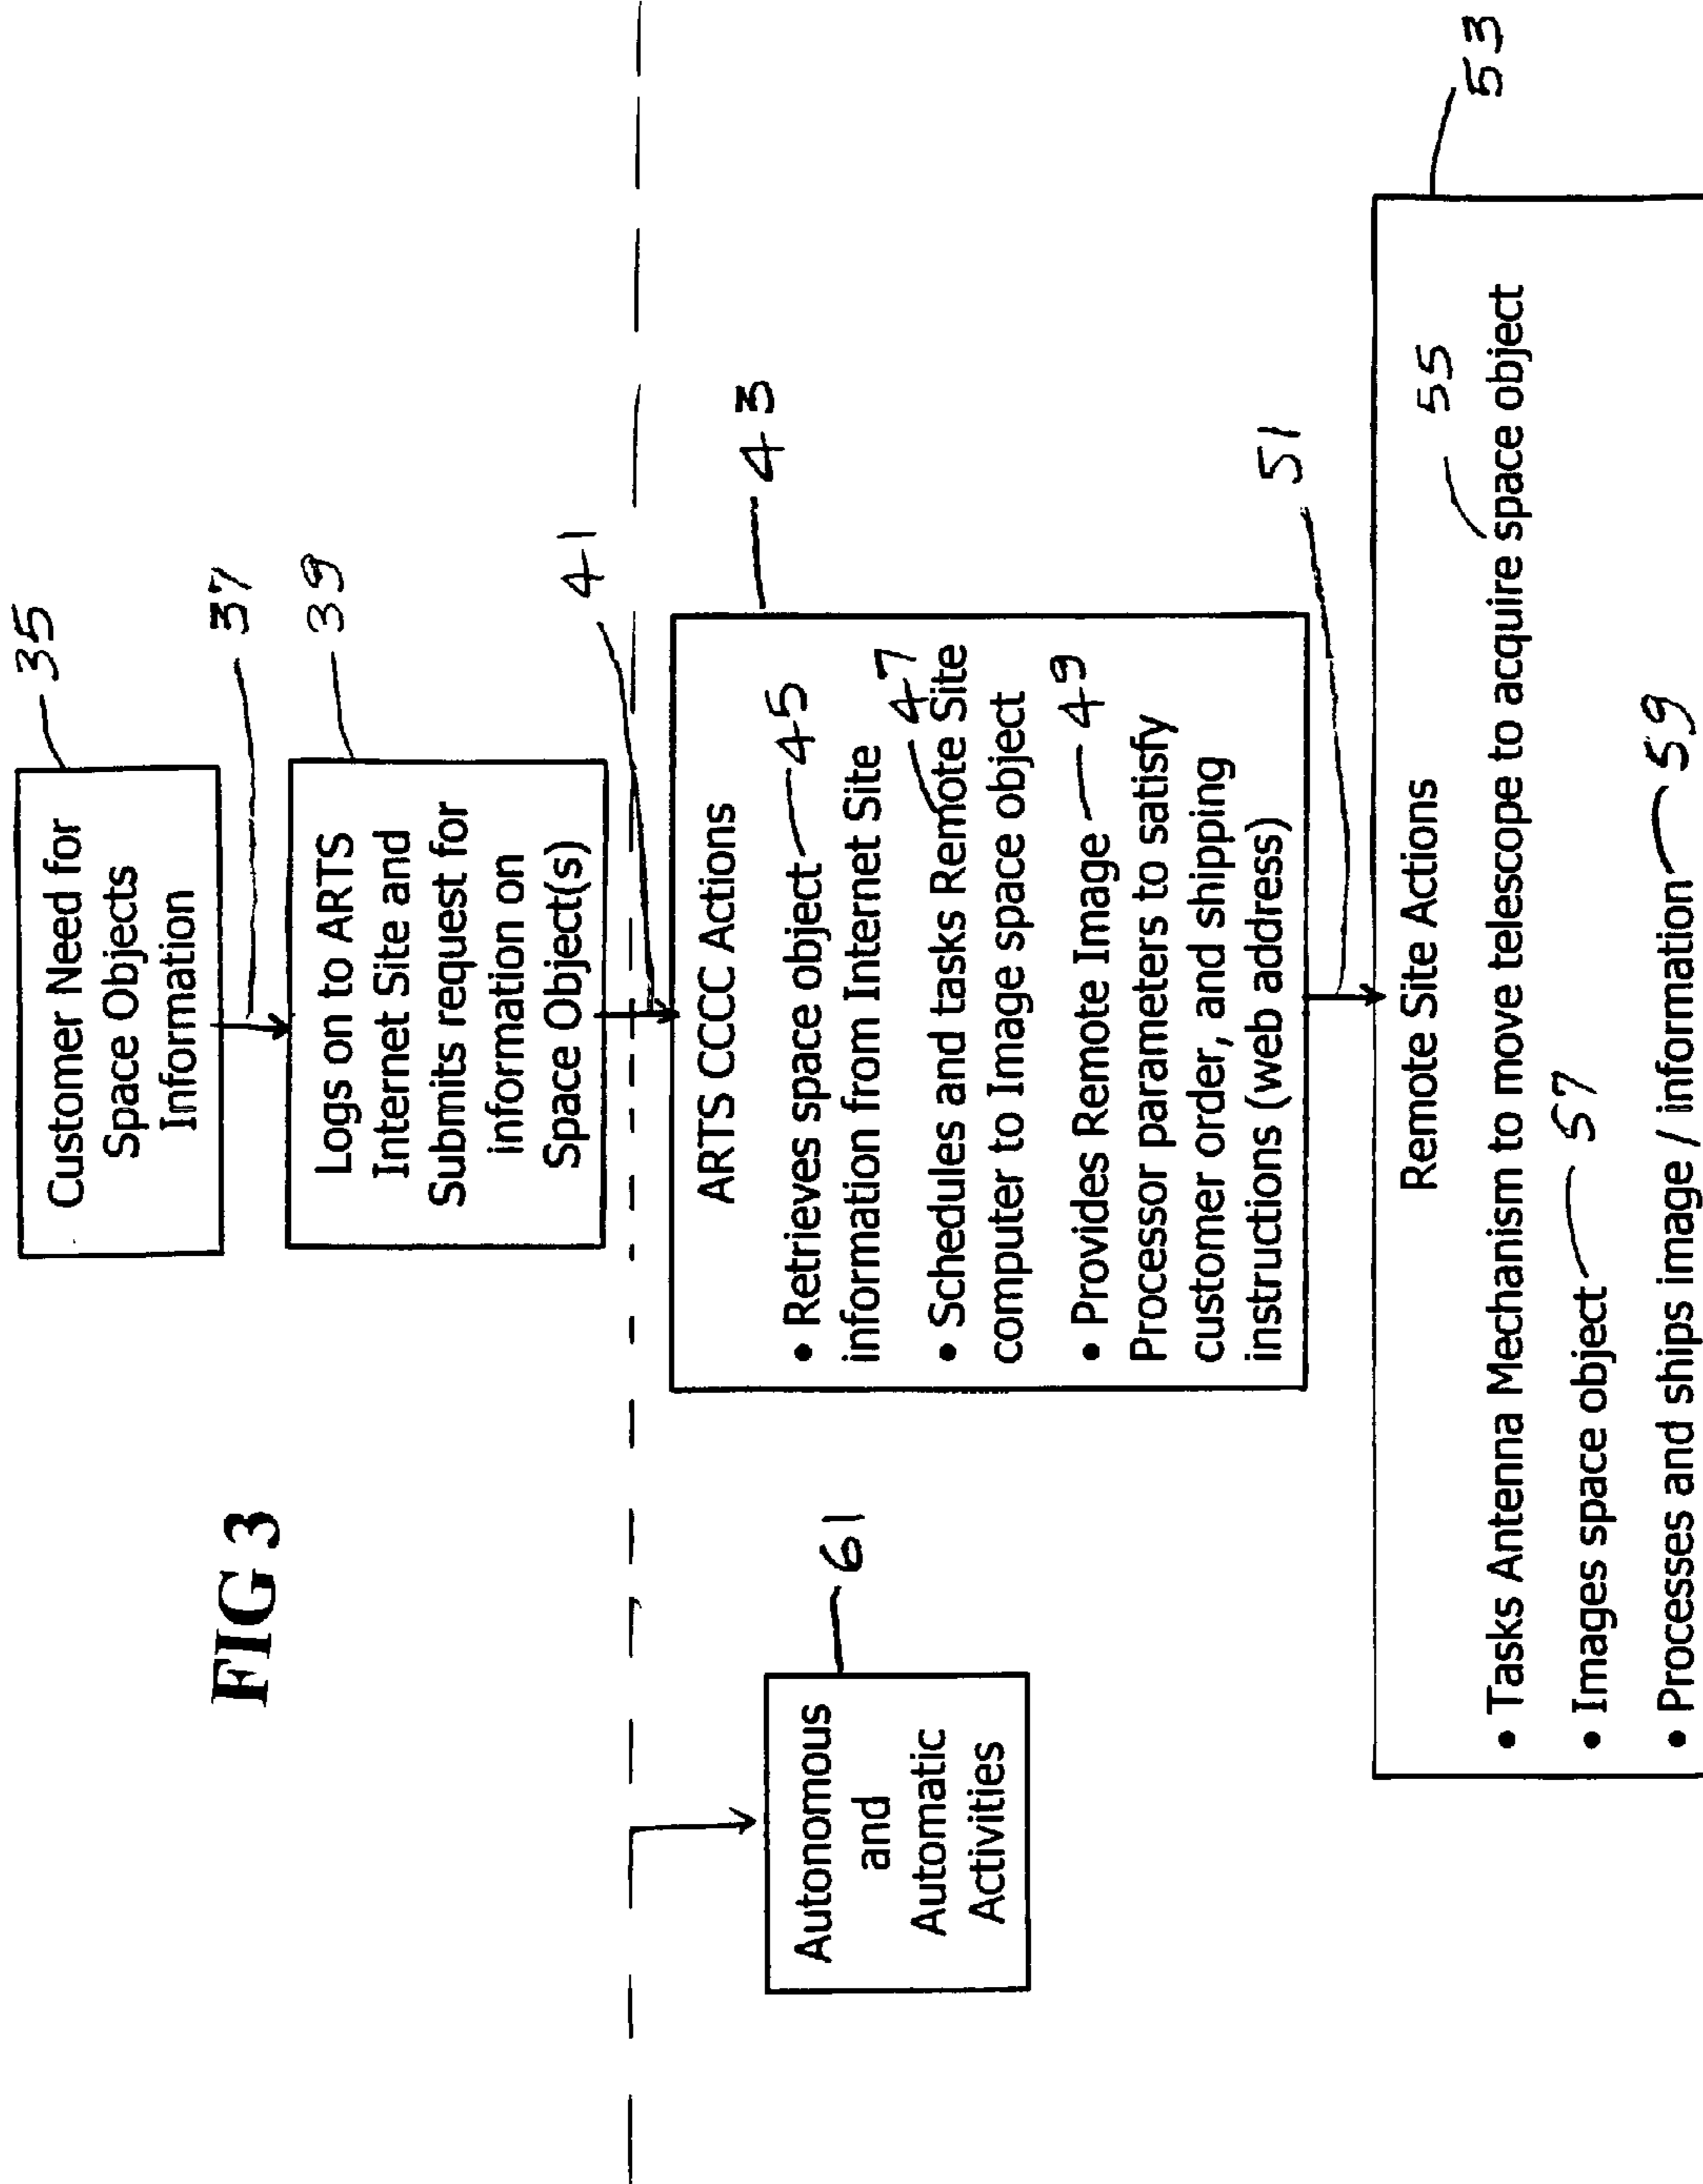 FIG 3
35
Customer Need for
Space Objects
Information
37
39
Logs on to ARTS
Internet Site and
Submits request for
information on
Space Object(s)
41
43
ARTS CCCC Actions
• Retrieves space object 45
information from Internet Site
47
• Schedules and tasks Remote Site
computer to Image space object
• Provides Remote Image 49
Processor parameters to satisfy
customer order, and shipping
instructions (web address)
61
Autonomous
and
Automatic
Activities
51
53
Remote Site Actions
55
• Tasks Antenna Mechanism to move telescope to acquire space object
• Images space object 57
• Processes and ships image / information 59